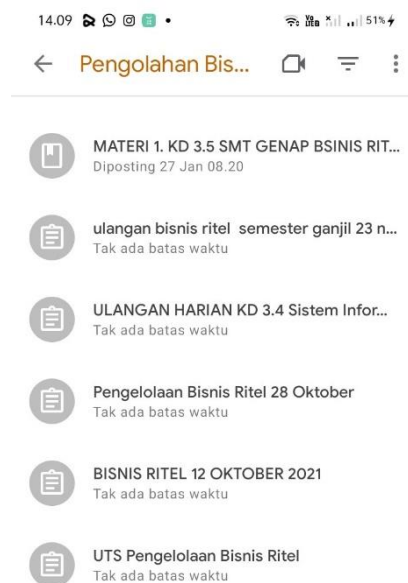 14.09
51%
Pengolahan Bis...
MATERI 1. KD 3.5 SMT GENAP BSINIS RIT...
Diposting 27 Jan 08.20
ulangan bisnis ritel semester ganjil 23 n...
Tak ada batas waktu
ULANGAN HARIAN KD 3.4 Sistem Infor...
Tak ada batas waktu
Pengelolaan Bisnis Ritel 28 Oktober
Tak ada batas waktu
BISNIS RITEL 12 OKTOBER 2021
Tak ada batas waktu
UTS Pengelolaan Bisnis Ritel
Tak ada batas waktu